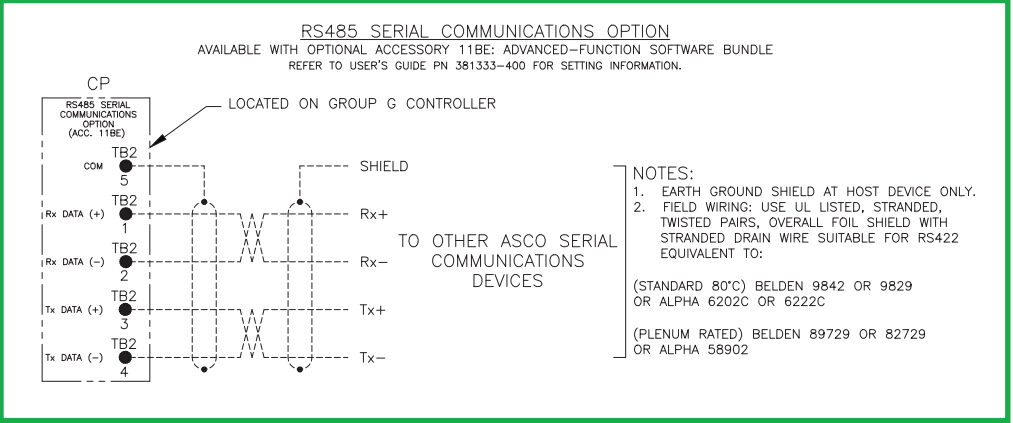 RS485 SERIAL COMMUNICATIONS OPTION
AVAILABLE WITH OPTIONAL ACCESSORY 11BE: ADVANCED–FUNCTION SOFTWARE BUNDLE
REFER TO USER'S GUIDE PN 381333–400 FOR SETTING INFORMATION.
CP
RS485 SERIAL
COMMUNICATIONS
OPTION
(ACC. 11BE)
LOCATED ON GROUP G CONTROLLER
TB2
COM
5
SHIELD
TB2
Rx DATA (+)
1
Rx+
TB2
Rx DATA (–)
2
Rx–
TB2
Tx DATA (+)
3
Tx+
TB2
Tx DATA (–)
4
Tx–
TO OTHER ASCO SERIAL
COMMUNICATIONS
DEVICES
NOTES:
1. EARTH GROUND SHIELD AT HOST DEVICE ONLY.
2. FIELD WIRING: USE UL LISTED, STRANDED,
TWISTED PAIRS, OVERALL FOIL SHIELD WITH
STRANDED DRAIN WIRE SUITABLE FOR RS422
EQUIVALENT TO:
(STANDARD 80°C) BELDEN 9842 OR 9829
OR ALPHA 6202C OR 6222C
(PLENUM RATED) BELDEN 89729 OR 82729
OR ALPHA 58902